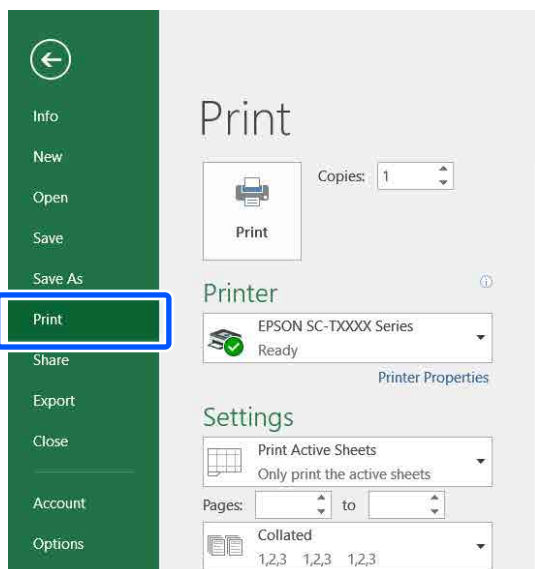 Info
New
Open
Save
Save As
Print
Share
Export
Close
Account
Options
Print
Copies: 1
Print
Printer
EPSON SC-TXXXX Series
Ready
Printer Properties
Settings
Print Active Sheets
Only print the active sheets
Pages: to
Collated
1,2,3 1,2,3 1,2,3